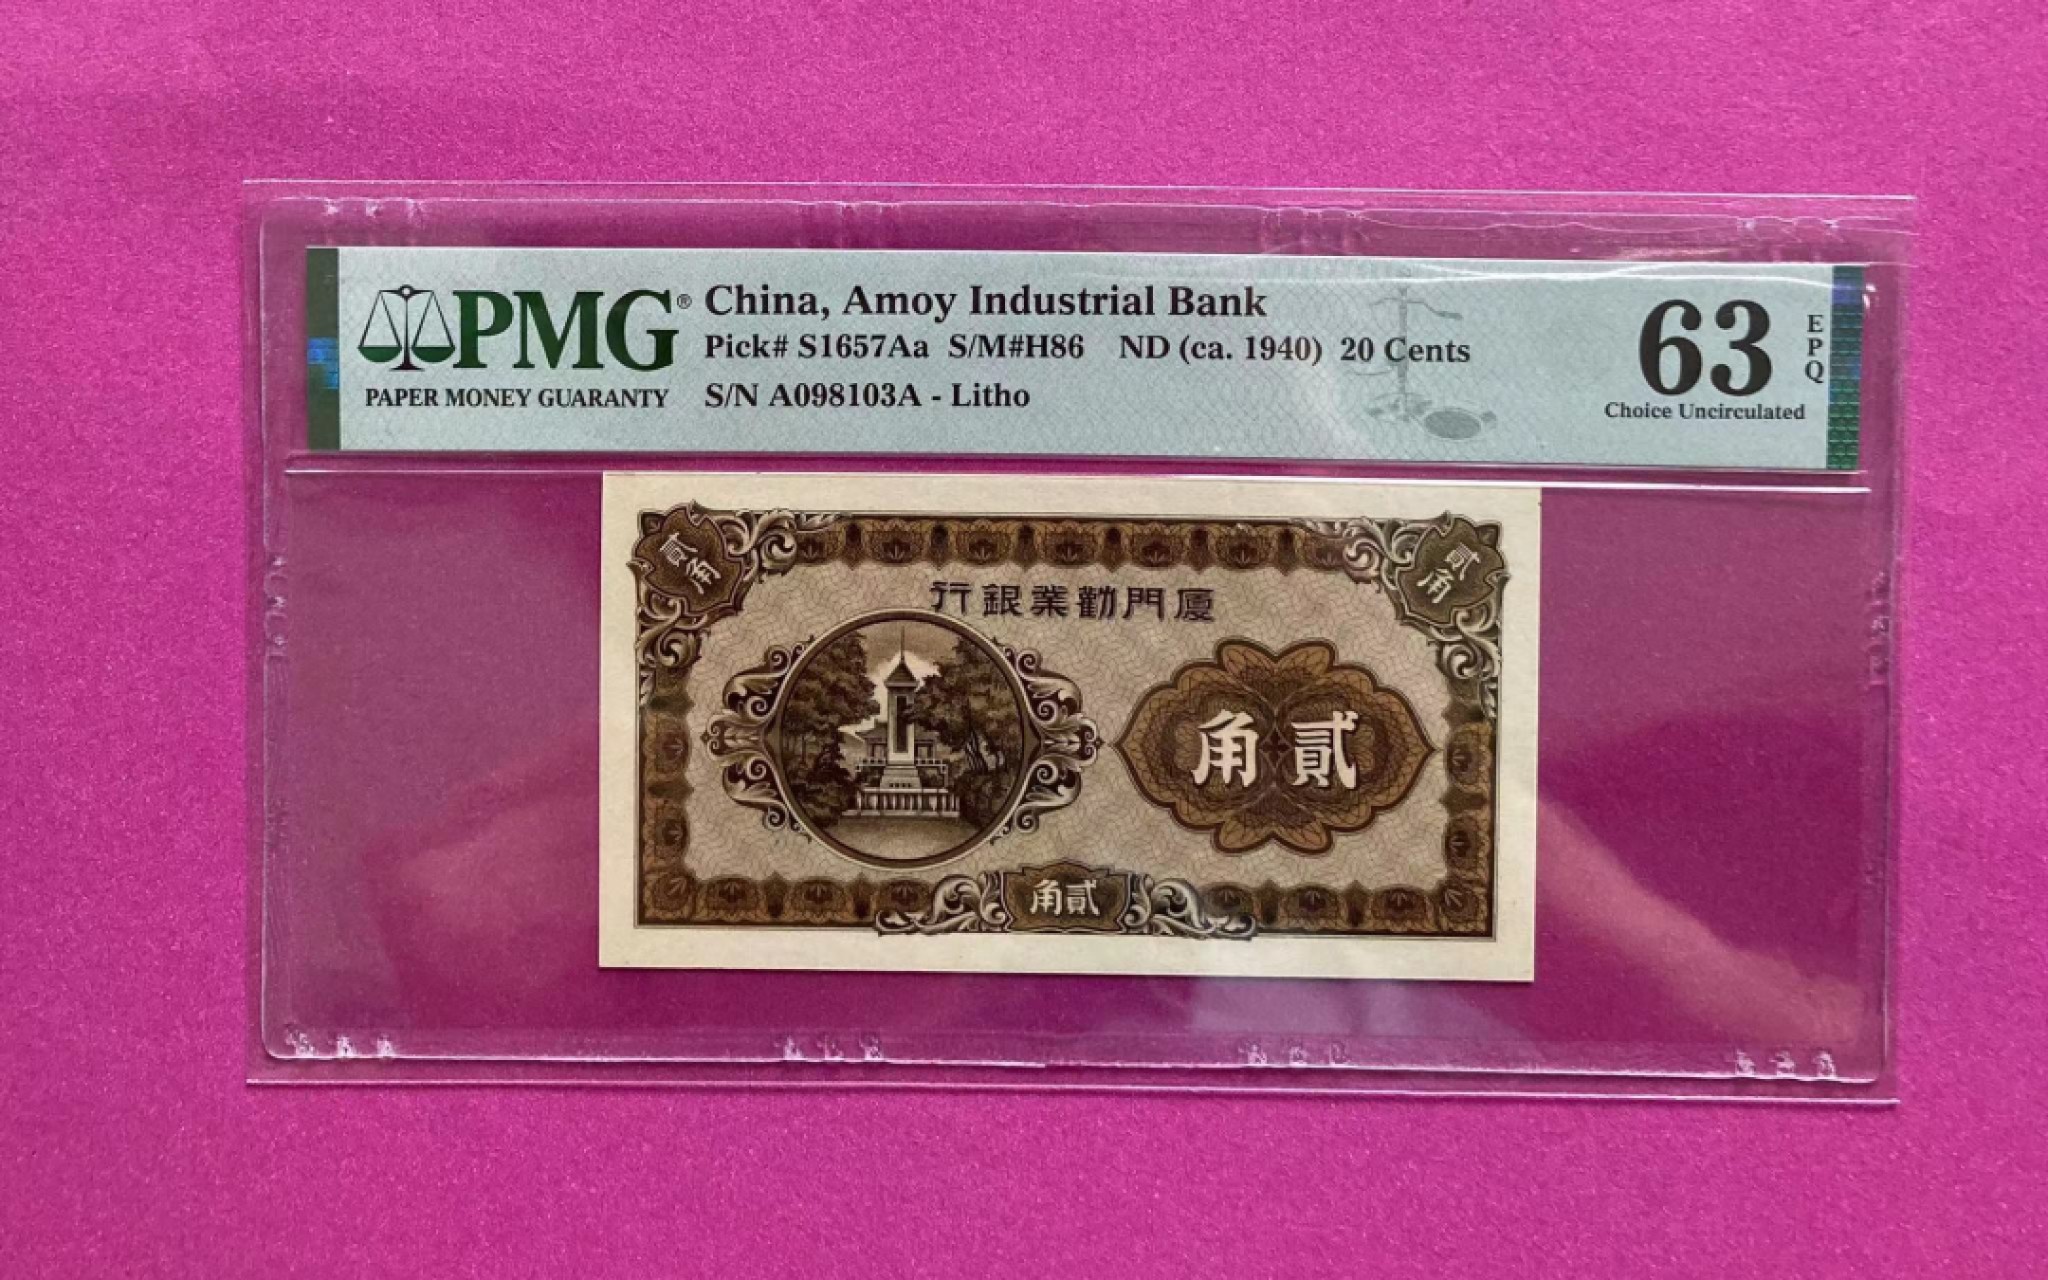 PMG®
PAPER MONEY GUARANTY
China, Amoy Industrial Bank
Pick# S1657Aa S/M#H86 ND (ca. 1940) 20 Cents
S/N A098103A - Litho
63
EPQ
Choice Uncirculated
貳角
貳角
行銀業勸門廈
角貳
角貳